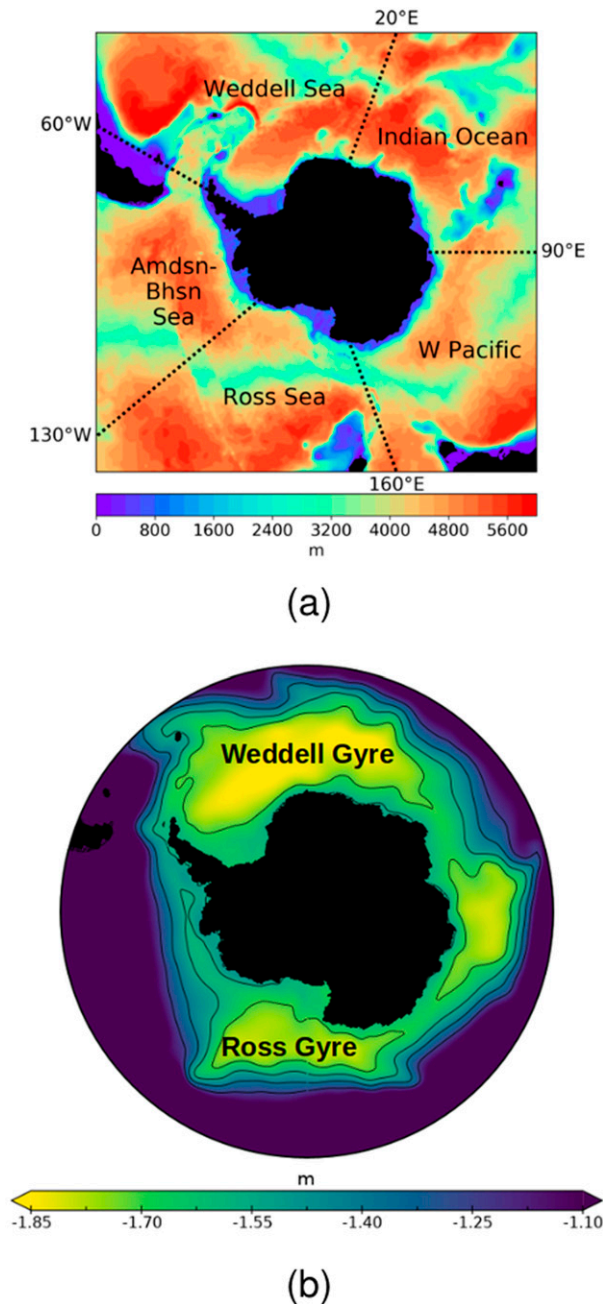 20°E
Weddell Sea
60°W
Indian Ocean
90°E
Amdsn-
Bhsn
Sea
W Pacific
Ross Sea
130°W
160°E
0 800 1600 2400 3200 4000 4800 5600
m
(a)
Weddell Gyre
Ross Gyre
m
-1.85 -1.70 -1.55 -1.40 -1.25 -1.10
(b)